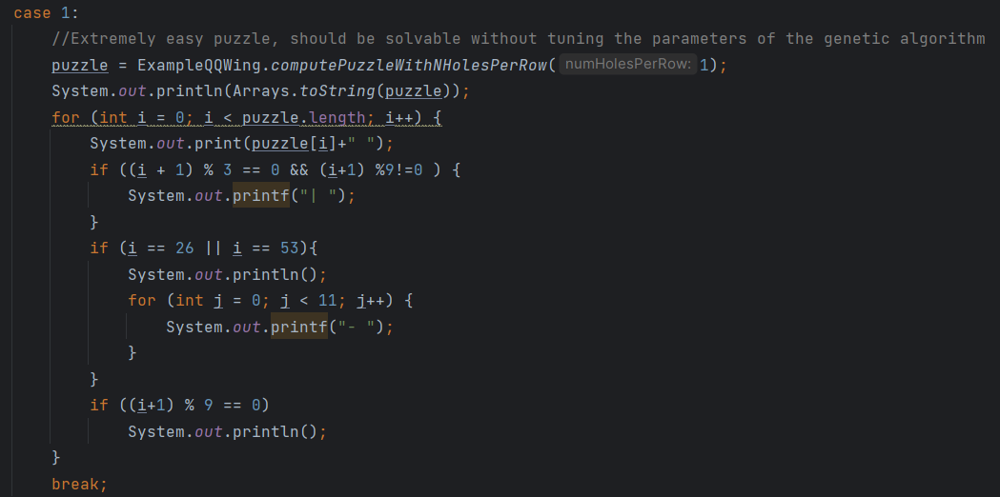 case 1:
//Extremely easy puzzle, should be solvable without tuning the parameters of the genetic algorithm
puzzle = ExampleQQWing.computePuzzleWithNHolesPerRow( numHolesPerRow: 1);
System.out.println(Arrays.toString(puzzle));
for (int i = 0; i < puzzle.length; i++) {
System.out.print(puzzle[i]+" ");
if ((i + 1) % 3 == 0 && (i+1) %9!=0 ) {
System.out.printf("| ");
}
if (i == 26 || i == 53){
System.out.println();
for (int j = 0; j < 11; j++) {
System.out.printf("- ");
}
}
if ((i+1) % 9 == 0)
System.out.println();
}
break;